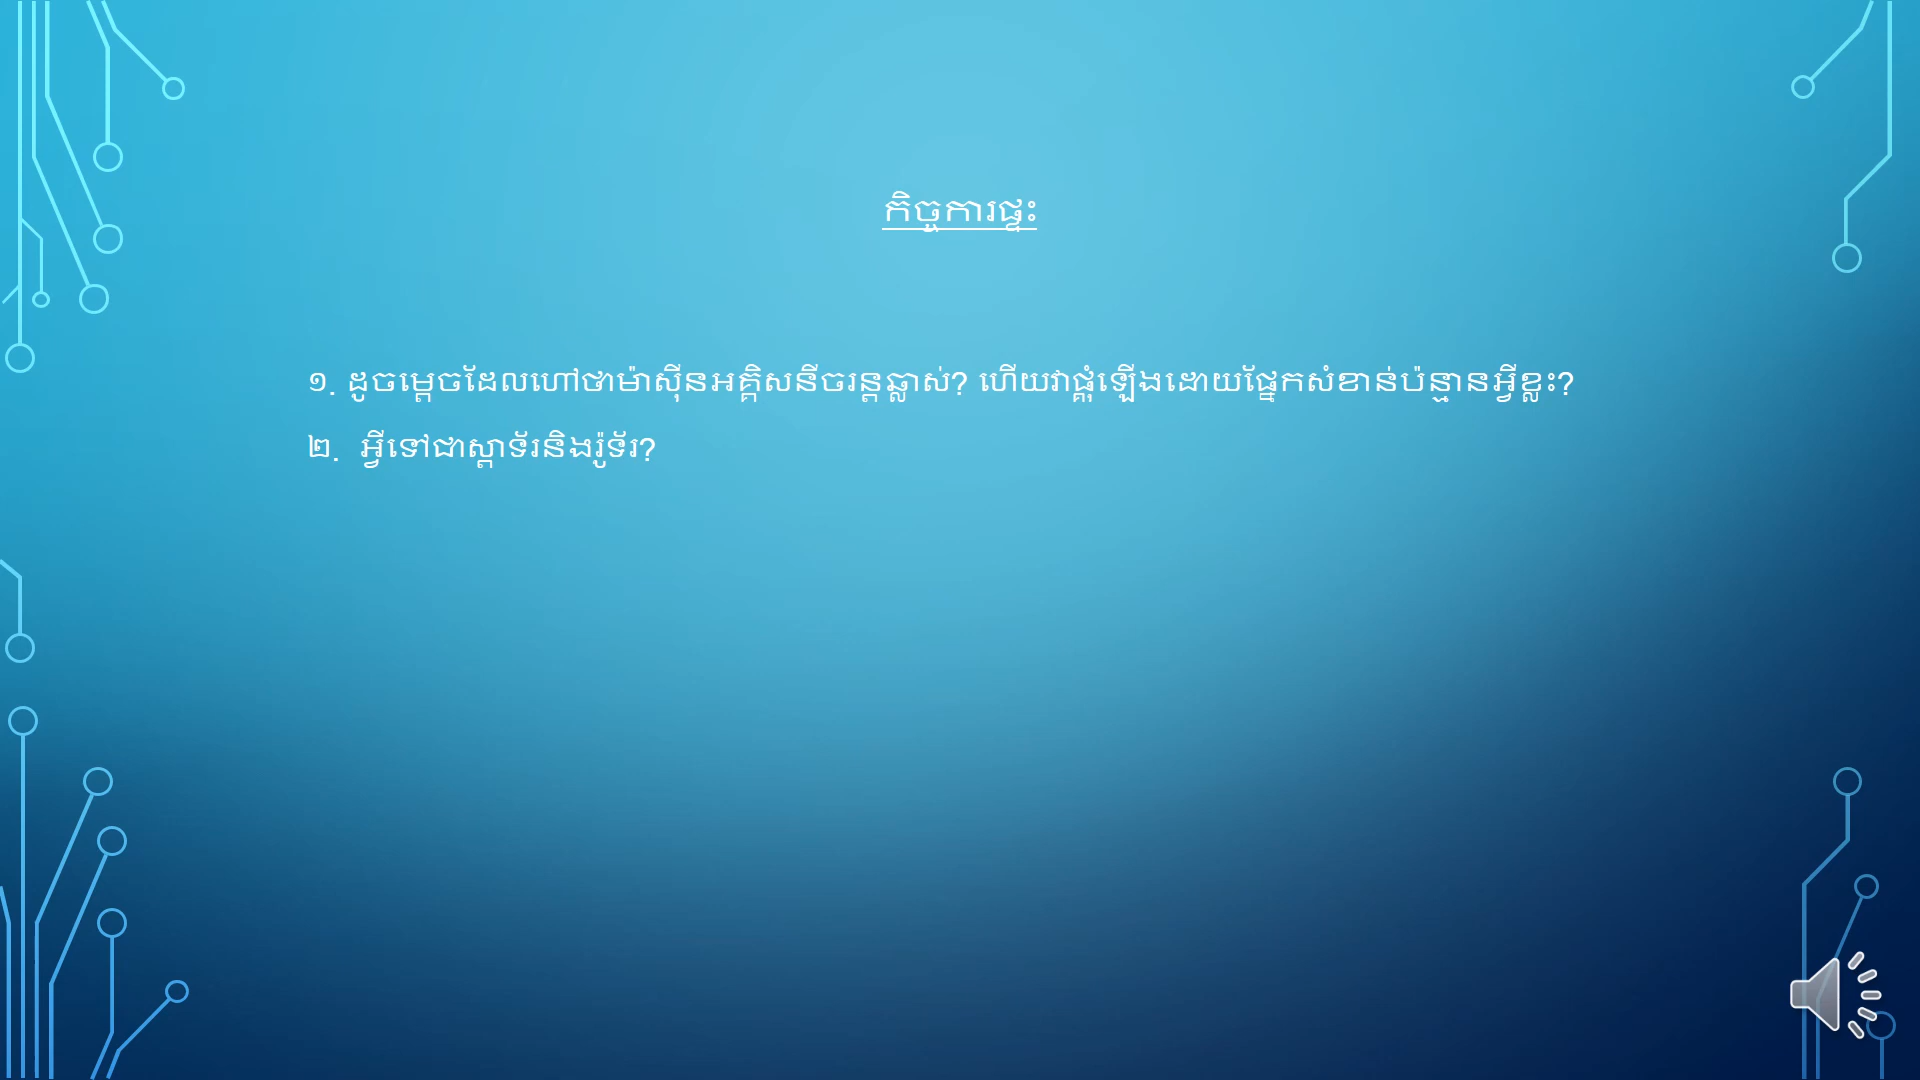 កិច្ចការផ្ទះ
១. ដូចម្ដេចដែលហៅថាម៉ាស៊ីនអគ្គិសនីចរន្តឆ្លាស់? ហើយវាផ្គុំឡើងដោយផ្នែកសំខាន់ប៉ន្មានអ្វីខ្លះ?
២. អ្វីទៅជាស្តាទ័រនិងរ៉ូទ័រ?